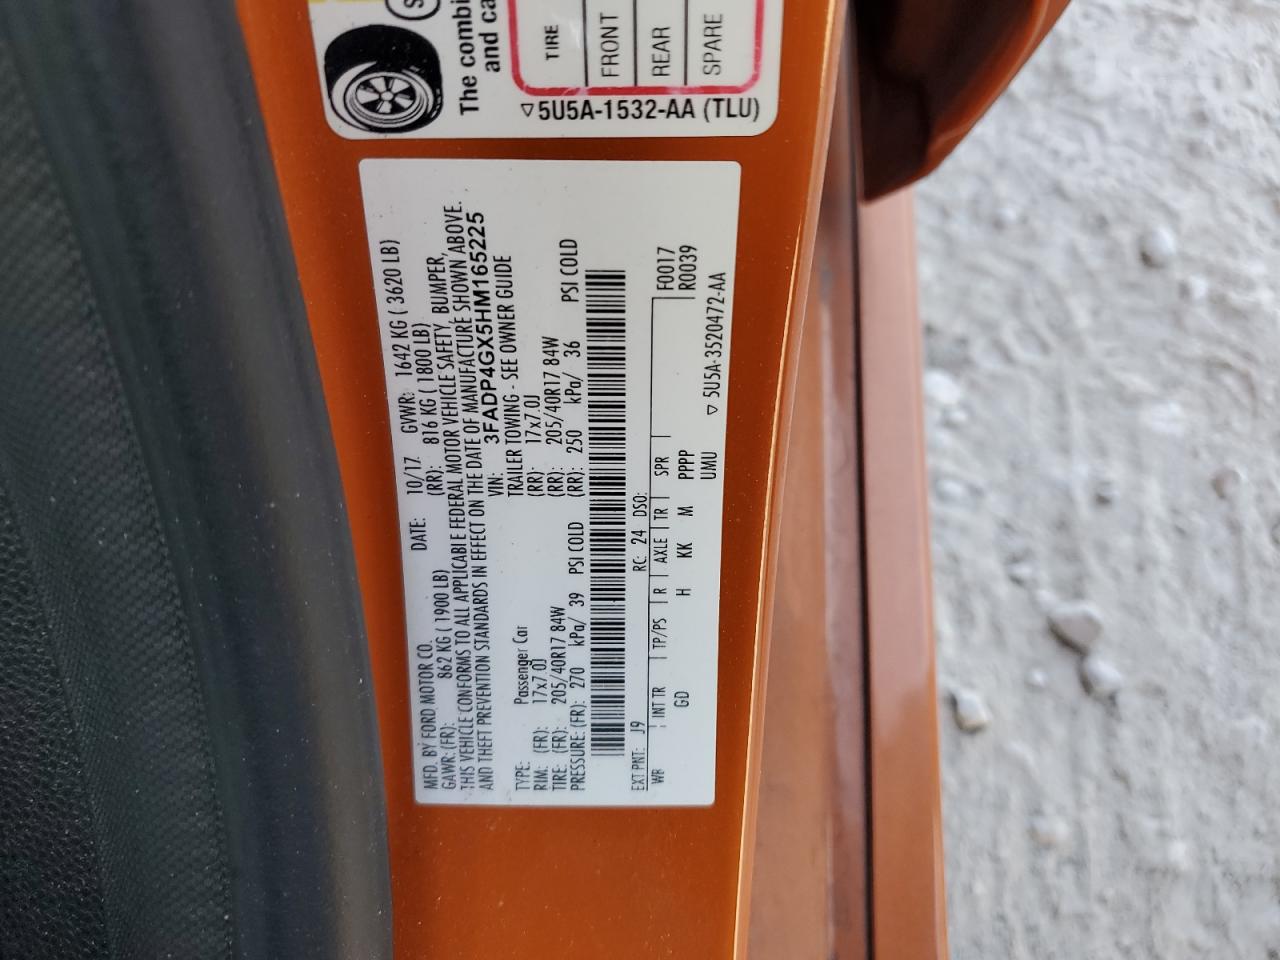 The combi
and ca
TIRE
FRONT
REAR
SPARE
5U5A-1532-AA (TLU)
MFD. BY FORD MOTOR CO. DATE: 10/17 GVWR: 1642 KG ( 3620 LB)
GAWR: (FR): 862 KG ( 1900 LB) (RR): 816 KG ( 1800 LB)
THIS VEHICLE CONFORMS TO ALL APPLICABLE FEDERAL MOTOR VEHICLE SAFETY, BUMPER,
AND THEFT PREVENTION STANDARDS IN EFFECT ON THE DATE OF MANUFACTURE SHOWN ABOVE.
VIN: 3FADP4GX5HM165225
TYPE: Passenger Car TRAILER TOWING - SEE OWNER GUIDE
RIM: (FR): 17x7.0J (RR): 17x7.0J
TIRE: (FR): 205/40R17 84W (RR): 205/40R17 84W
PRESSURE: (FR): 270 kPa/ 39 PSI COLD (RR): 250 kPa/ 36 PSI COLD
EXT PNT: J9 RC: 24 DSO:
WB INT TR TP/PS R AXLE TR SPR F0017
GD H KK M PPPP R0039
UMU
5U5A-3520472-AA